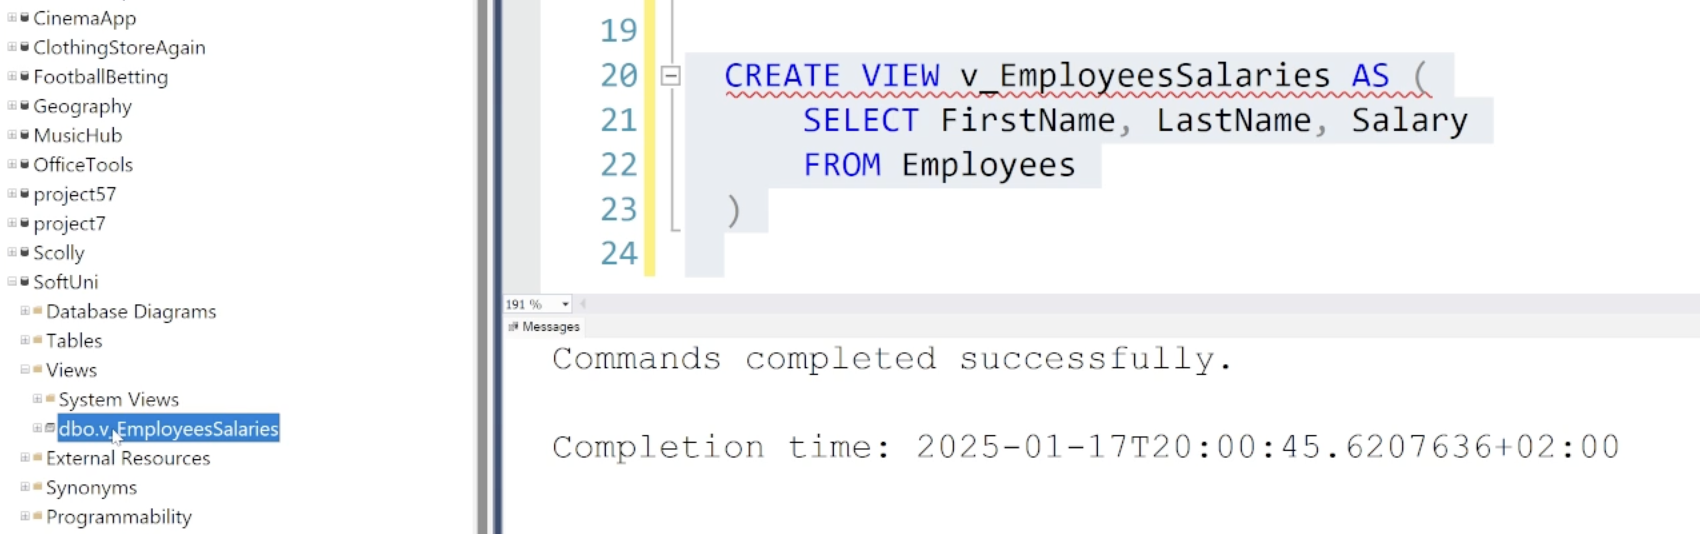 CinemaApp
ClothingStoreAgain
FootballBetting
Geography
MusicHub
OfficeTools
project57
project7
Scolly
SoftUni
Database Diagrams
Tables
Views
System Views
dbo.v_EmployeesSalaries
External Resources
Synonyms
Programmability
19
20 CREATE VIEW v_EmployeesSalaries AS (
21 SELECT FirstName, LastName, Salary
22 FROM Employees
23 )
24
191 %
Messages
Commands completed successfully.
Completion time: 2025-01-17T20:00:45.6207636+02:00